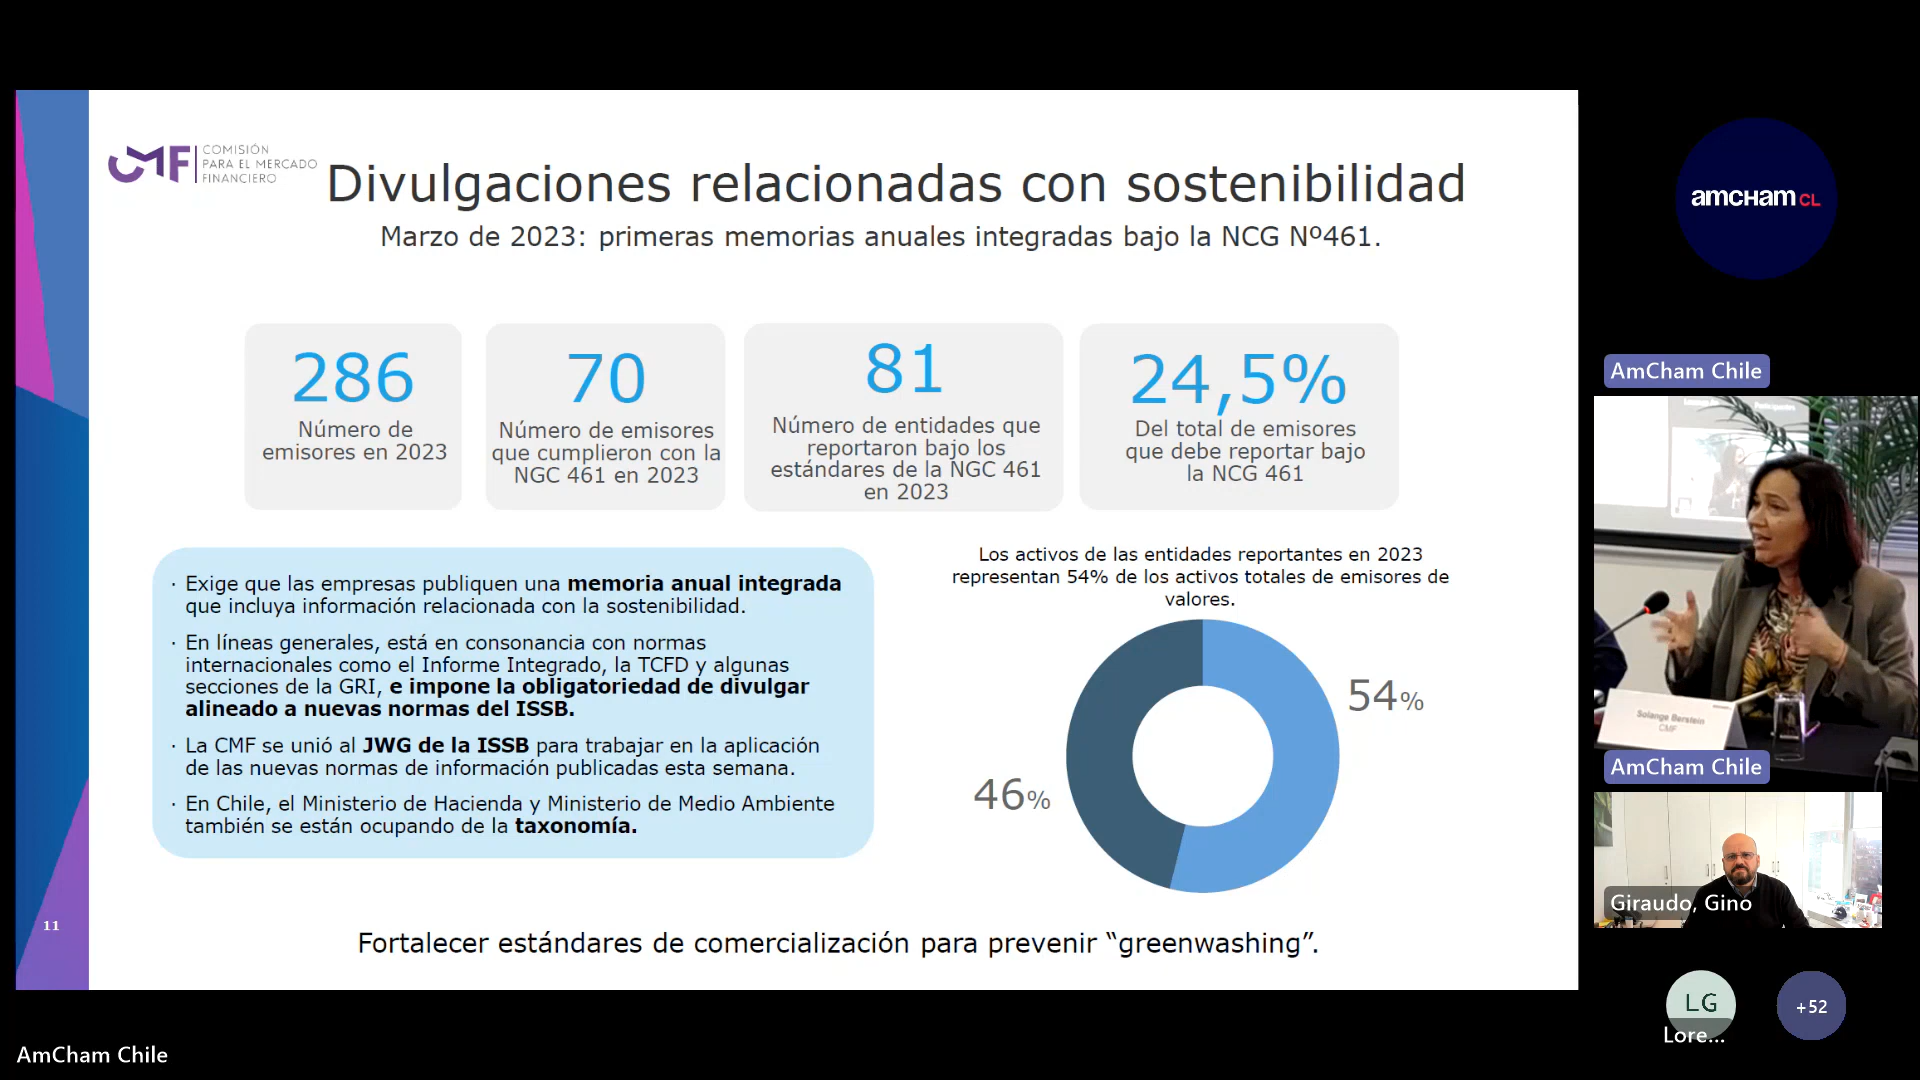 CMF
COMISIÓN
PARA EL MERCADO
FINANCIERO
Divulgaciones relacionadas con sostenibilidad
Marzo de 2023: primeras memorias anuales integradas bajo la NCG Nº461.
286
Número de
emisores en 2023
70
Número de emisores
que cumplieron con la
NGC 461 en 2023
81
Número de entidades que
reportaron bajo los
estándares de la NGC 461
en 2023
24,5%
Del total de emisores
que debe reportar bajo
la NCG 461
· Exige que las empresas publiquen una memoria anual integrada
que incluya información relacionada con la sostenibilidad.
· En líneas generales, está en consonancia con normas
internacionales como el Informe Integrado, la TCFD y algunas
secciones de la GRI, e impone la obligatoriedad de divulgar
alineado a nuevas normas del ISSB.
· La CMF se unió al JWG de la ISSB para trabajar en la aplicación
de las nuevas normas de información publicadas esta semana.
· En Chile, el Ministerio de Hacienda y Ministerio de Medio Ambiente
también se están ocupando de la taxonomía.
Los activos de las entidades reportantes en 2023
representan 54% de los activos totales de emisores de
valores.
54%
46%
Fortalecer estándares de comercialización para prevenir “greenwashing”.
11
AmCham Chile
amcHam CL
AmCham Chile
Solange Berstein
CMF
AmCham Chile
Giraudo, Gino
LG
Lore...
+52